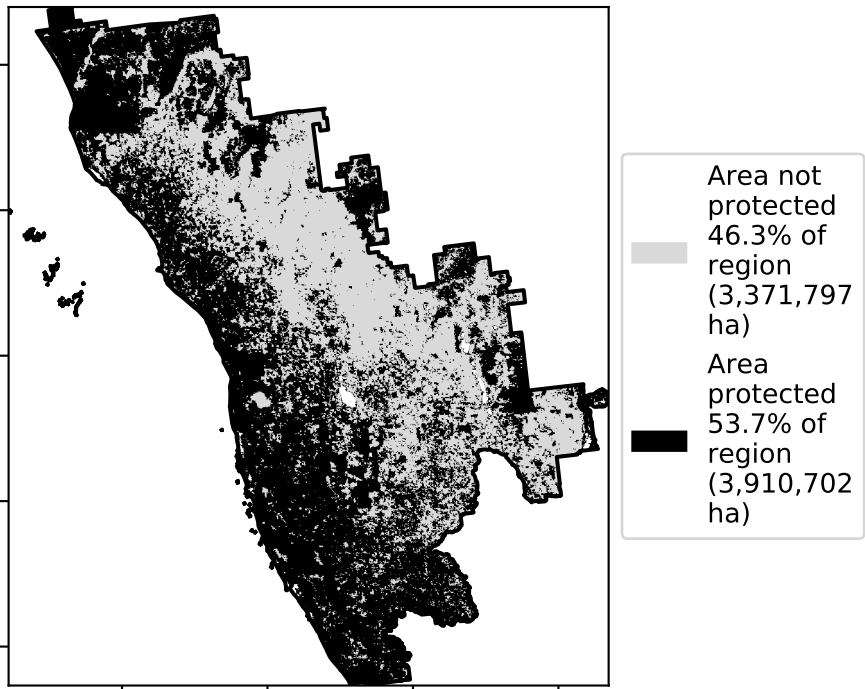 Area not
protected
46.3% of
region
(3,371,797
ha)
Area
protected
53.7% of
region
(3,910,702
ha)